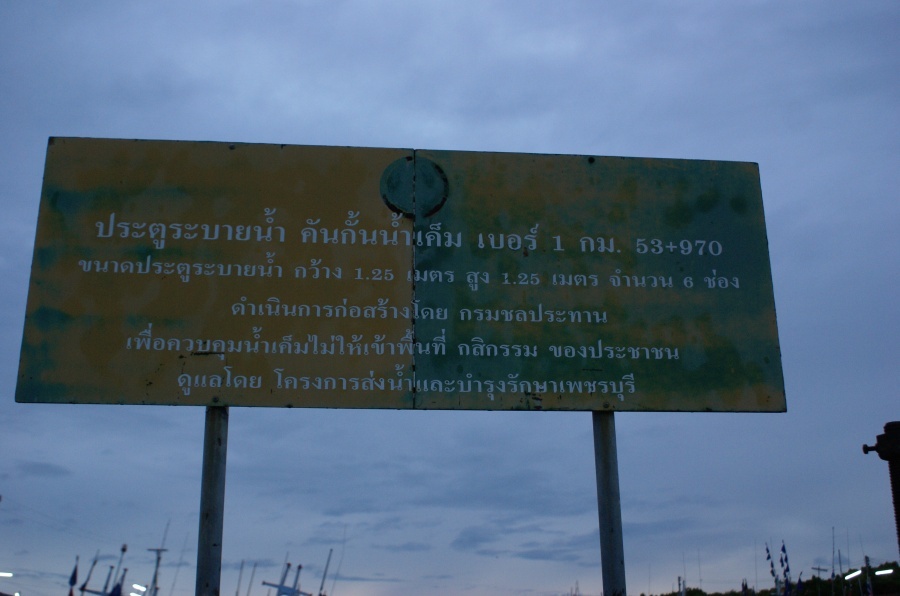 ประตูระบายน้ำ คันกั้นน้ำเค็ม เบอร์ 1 กม. 53+970
ขนาดประตูระบายน้ำ กว้าง 1.25 เมตร สูง 1.25 เมตร จำนวน 6 ช่อง
ดำเนินการก่อสร้างโดย กรมชลประทาน
เพื่อควบคุมน้ำเค็มไม่ให้เข้าพื้นที่ กสิกรรม ของประชาชน
ดูแลโดย โครงการส่งน้ำและบำรุงรักษาเพชรบุรี